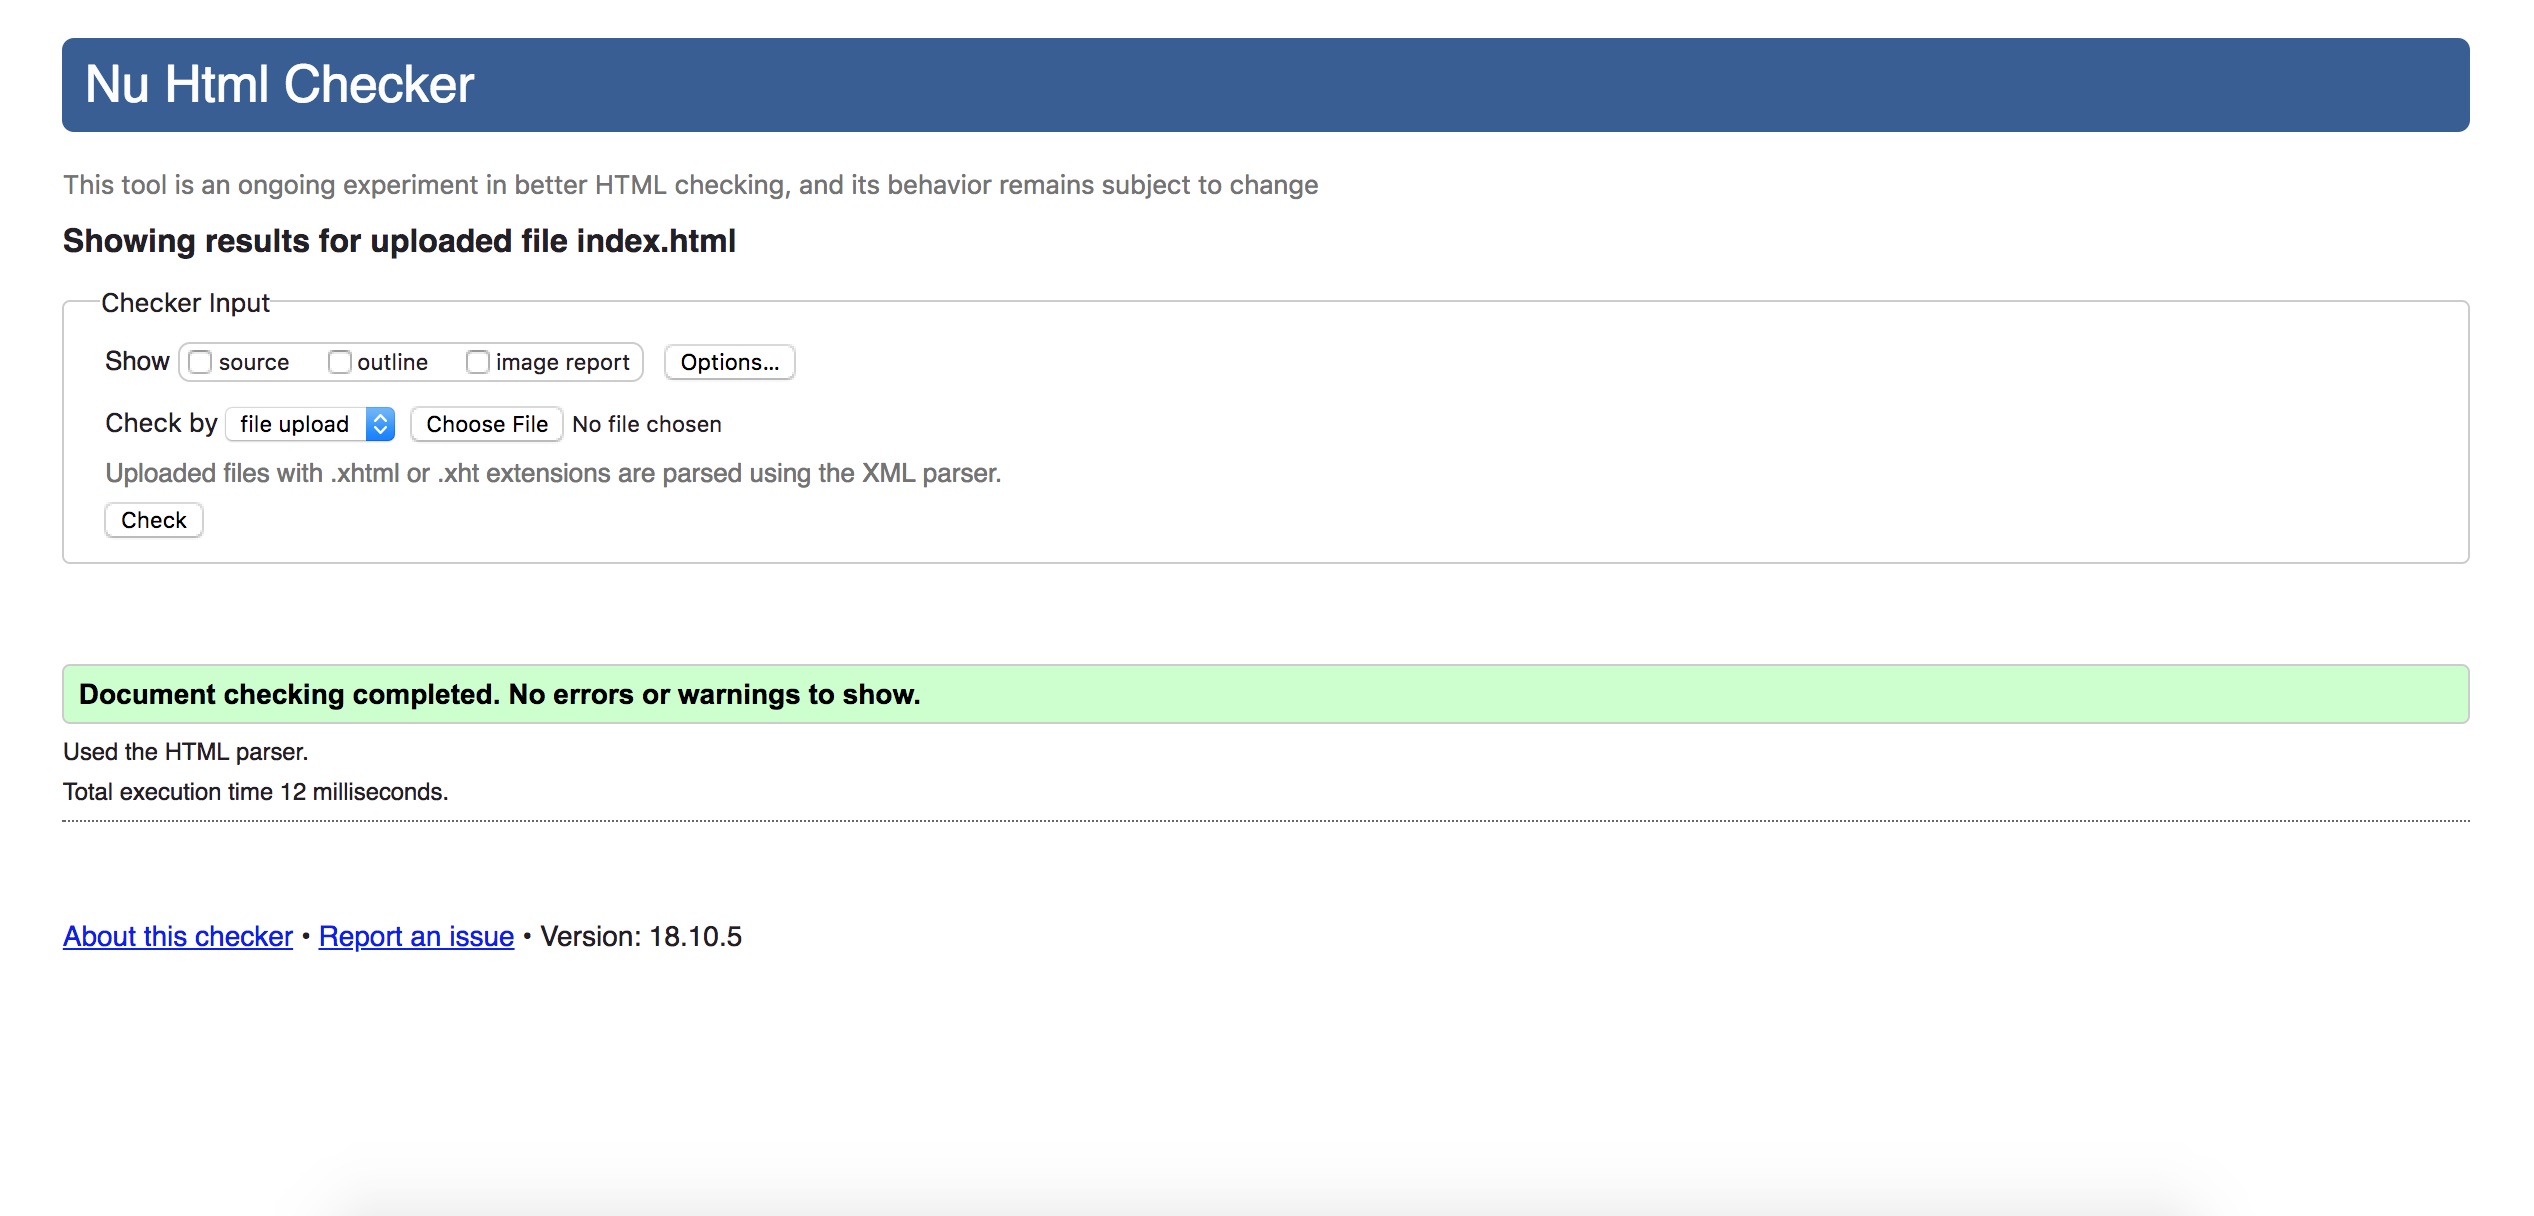 Nu Html Checker
This tool is an ongoing experiment in better HTML checking, and its behavior remains subject to change
Showing results for uploaded file index.html
Checker Input
Show source outline image report Options...
Check by file upload Choose File No file chosen
Uploaded files with .xhtml or .xht extensions are parsed using the XML parser.
Check
Document checking completed. No errors or warnings to show.
Used the HTML parser.
Total execution time 12 milliseconds.
About this checker • Report an issue • Version: 18.10.5